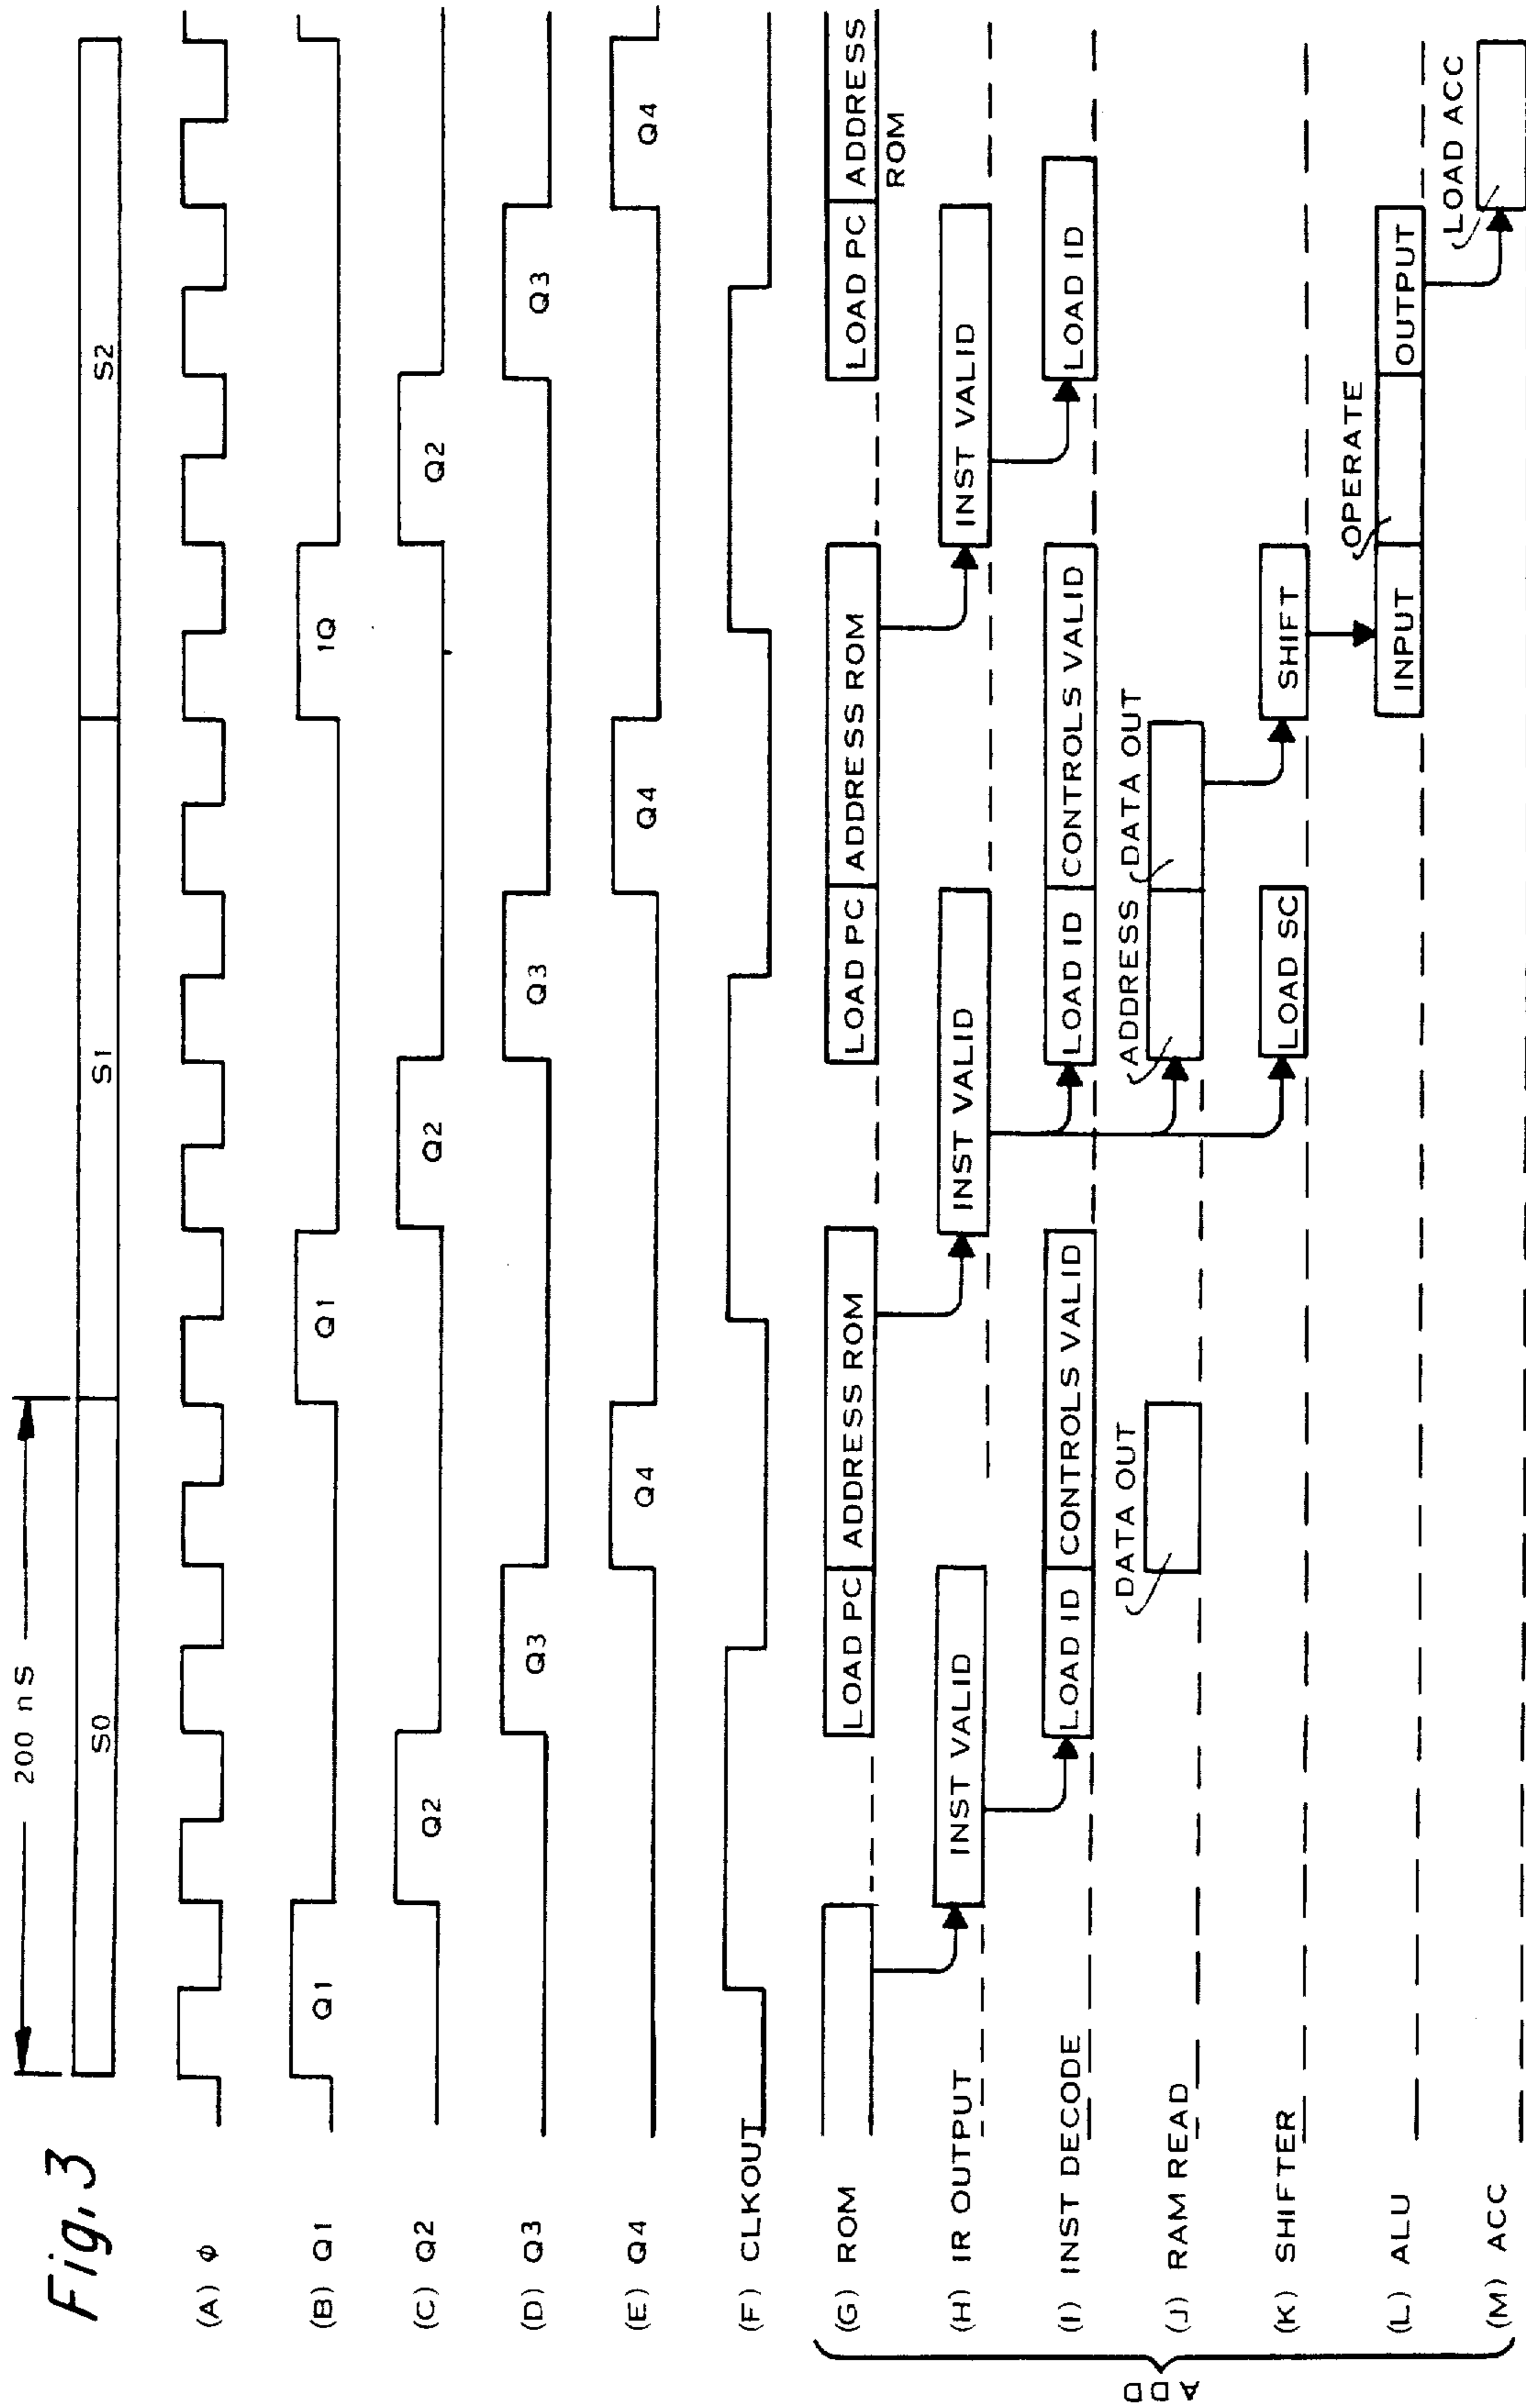 Fig. 3
200 nS
S0 S1 S2
(A) φ
(B) Q1 Q1 Q1 1Q
(C) Q2 Q2 Q2 Q2
(D) Q3 Q3 Q3 Q3
(E) Q4 Q4 Q4 Q4
(F) CLKOUT
ADD
(G) ROM LOAD PC ADDRESS ROM LOAD PC ADDRESS ROM LOAD PC ADDRESS
ROM
(H) IR OUTPUT INST VALID INST VALID INST VALID
(I) INST DECODE LOAD ID CONTROLS VALID LOAD ID CONTROLS VALID LOAD ID
DATA OUT ADDRESS DATA OUT
(J) RAM READ
(K) SHIFTER LOAD SC SHIFT
OPERATE
(L) ALU INPUT OUTPUT
LOAD ACC
(M) ACC